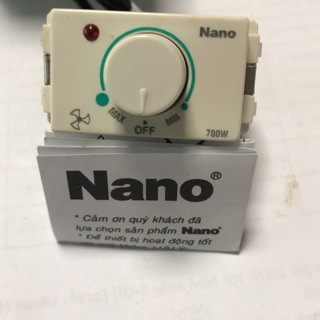 Nano
MAX
OFF
MIN
700W
Nano®
* Cảm ơn quý khách đã
lựa chọn sản phẩm Nano®
* Để thiết bị hoạt động tốt